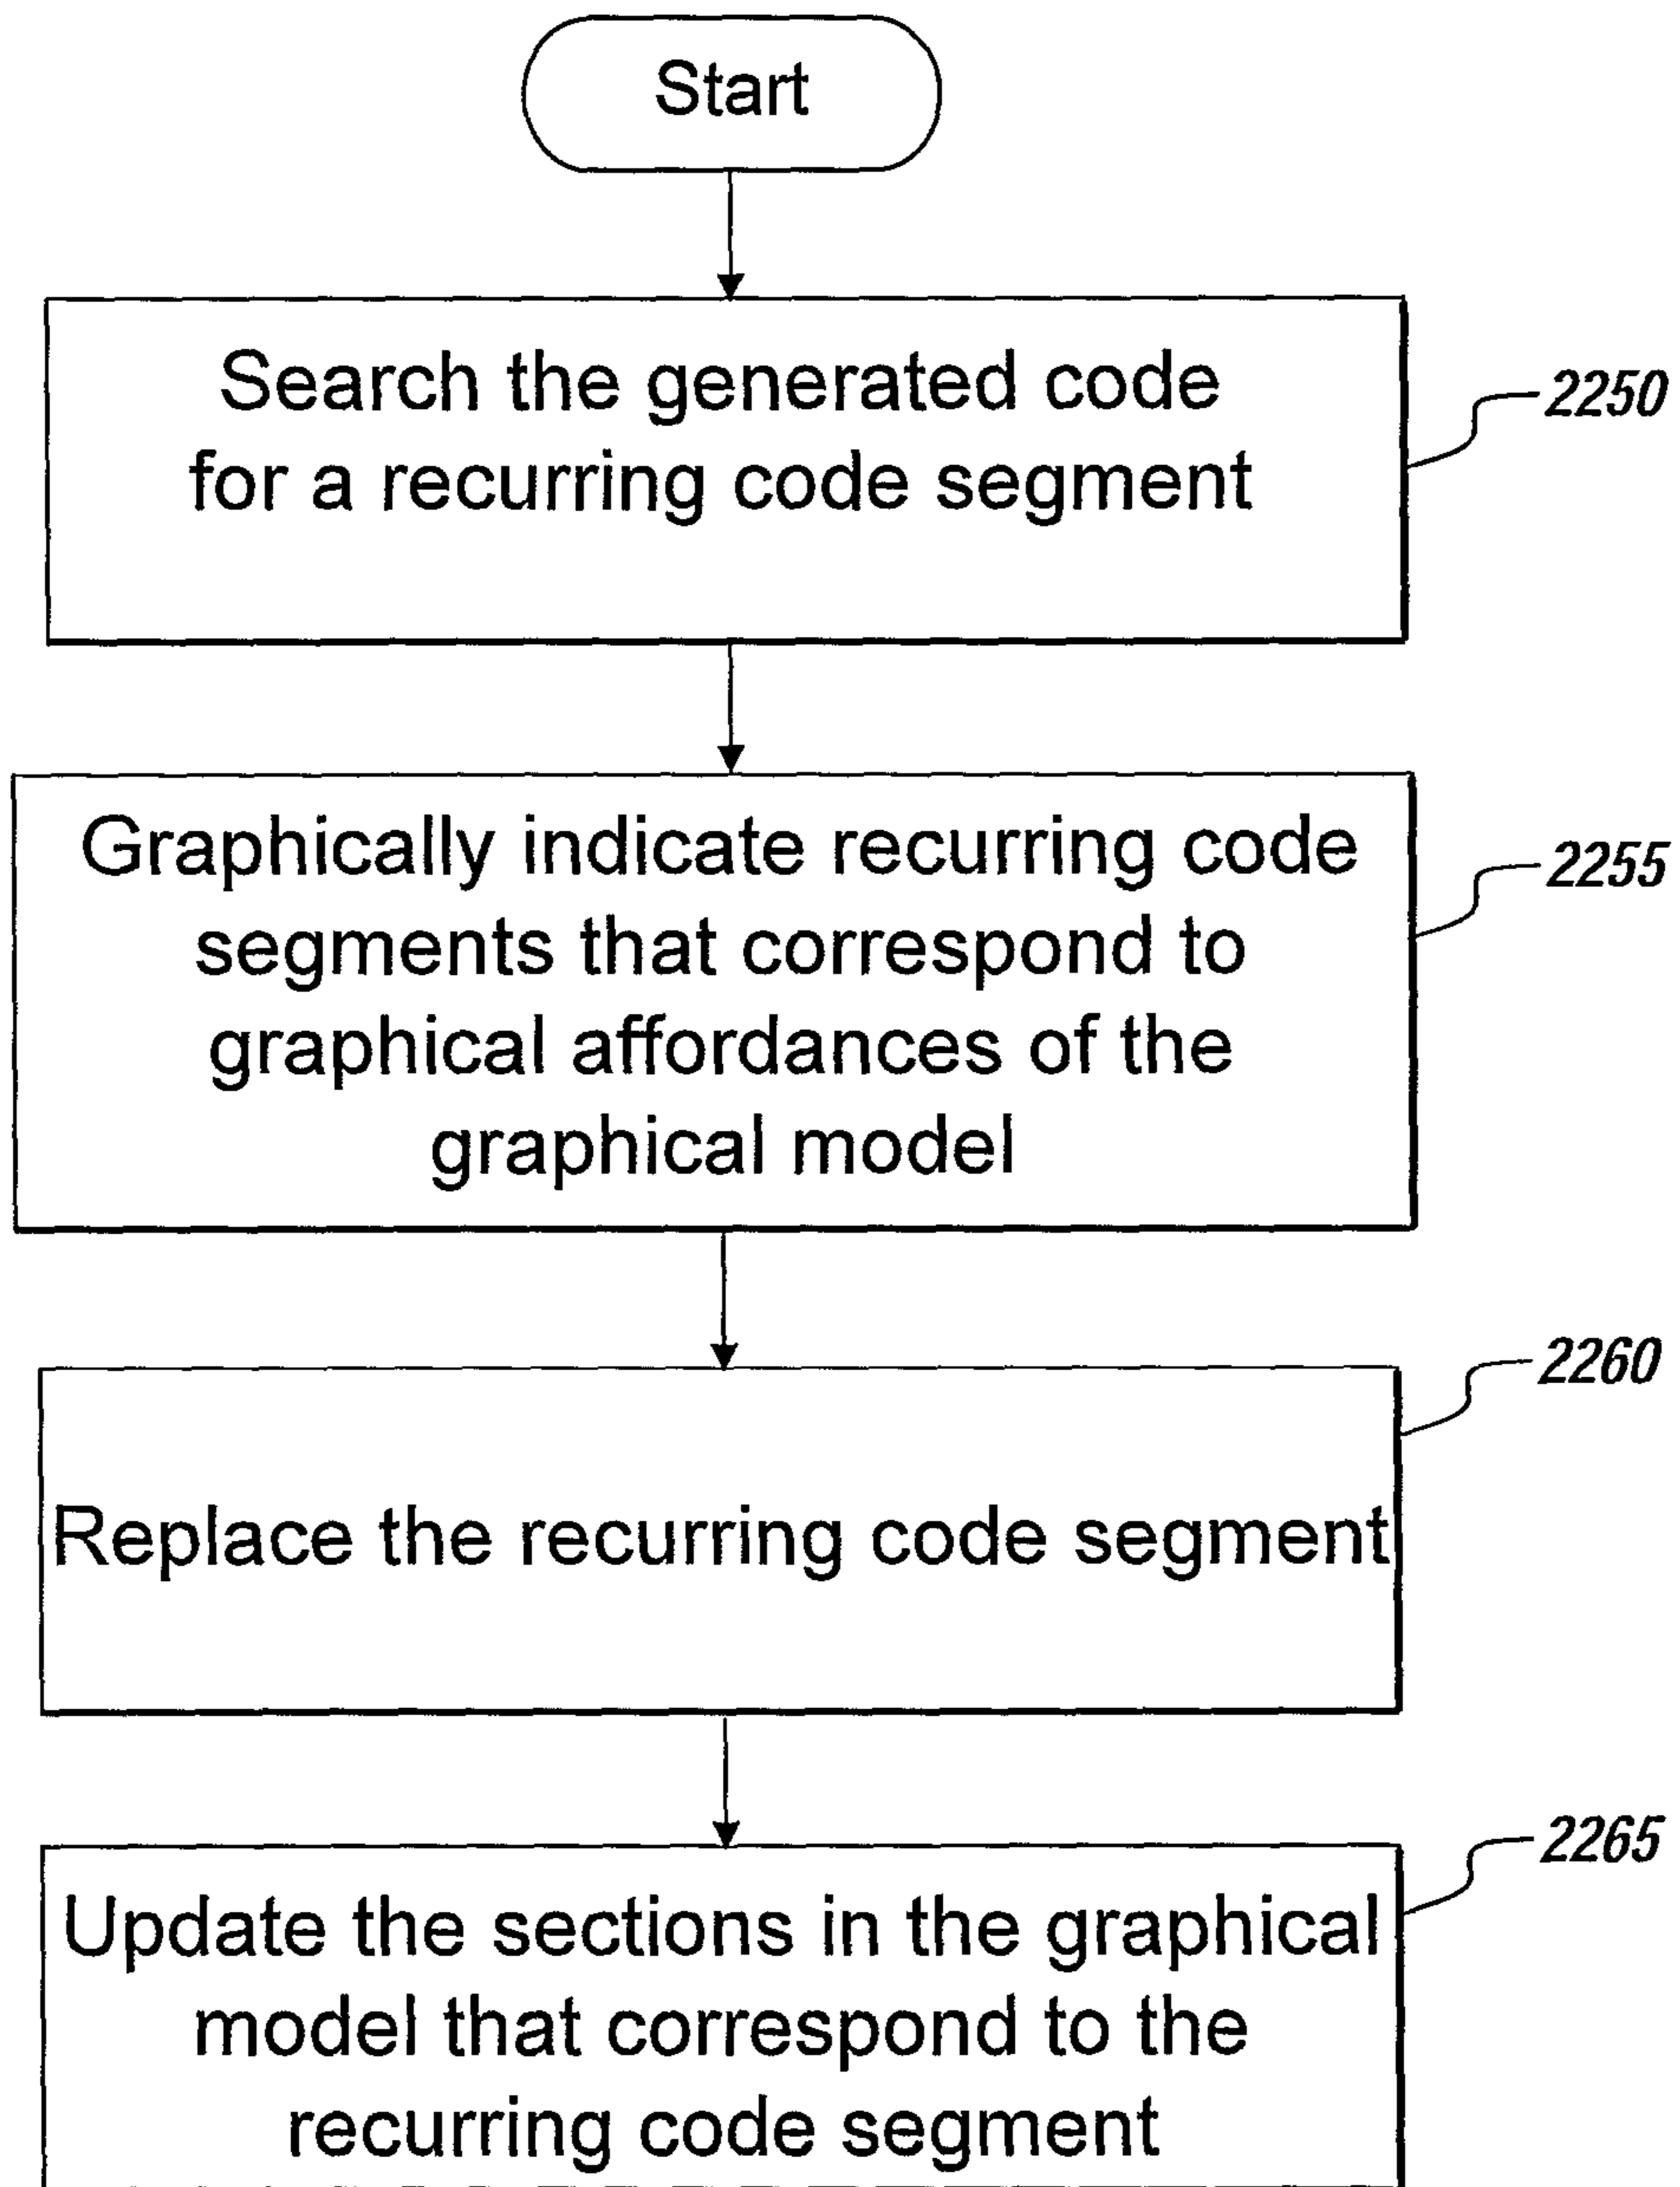 Start
Search the generated code
for a recurring code segment
2250
Graphically indicate recurring code
segments that correspond to
graphical affordances of the
graphical model
2255
2260
Replace the recurring code segment
2265
Update the sections in the graphical
model that correspond to the
recurring code segment